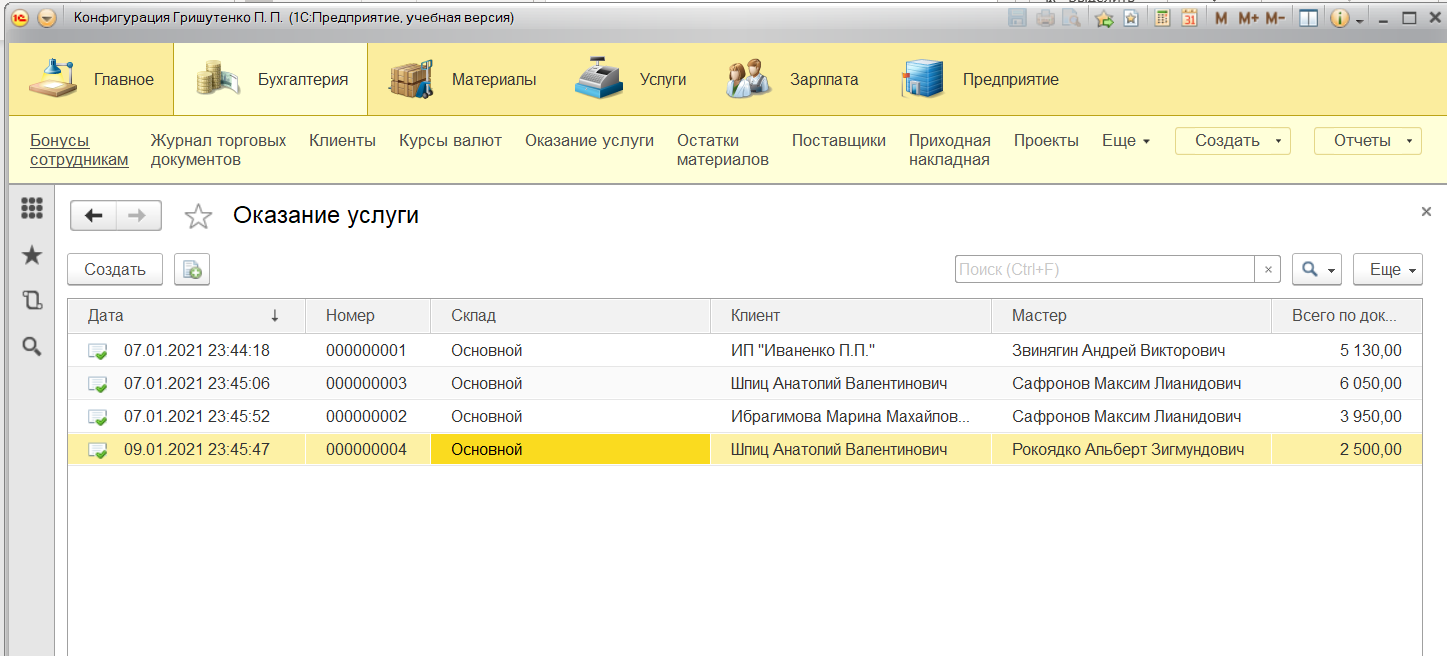 Конфигурация Гришутенко П. П. (1С:Предприятие, учебная версия)
M M+ M-
Главное Бухгалтерия Материалы Услуги Зарплата Предприятие
Бонусы сотрудникам Журнал торговых документов Клиенты Курсы валют Оказание услуги Остатки материалов Поставщики Приходная накладная Проекты Еще Создать Отчеты
Оказание услуги
Создать Поиск (Ctrl+F) Еще
Дата Номер Склад Клиент Мастер Всего по док...
07.01.2021 23:44:18 000000001 Основной ИП "Иваненко П.П." Звинягин Андрей Викторович 5 130,00
07.01.2021 23:45:06 000000003 Основной Шпиц Анатолий Валентинович Сафронов Максим Лианидович 6 050,00
07.01.2021 23:45:52 000000002 Основной Ибрагимова Марина Махайлов... Сафронов Максим Лианидович 3 950,00
09.01.2021 23:45:47 000000004 Основной Шпиц Анатолий Валентинович Рокоядко Альберт Зигмундович 2 500,00